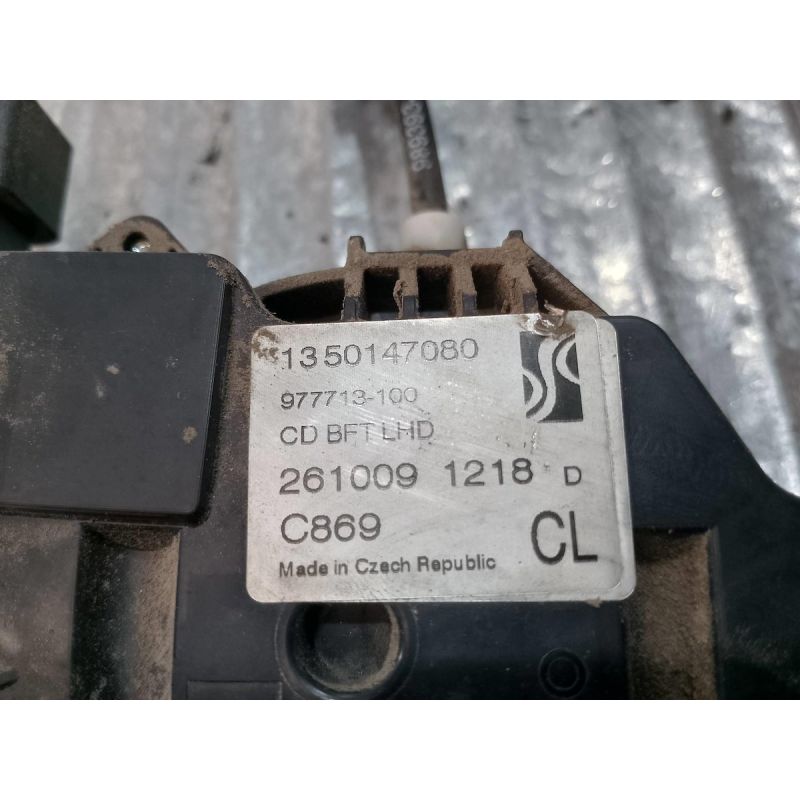 1350147080
977713-100
CD BFT LHD
261009 1218 D
C869 CL
Made in Czech Republic